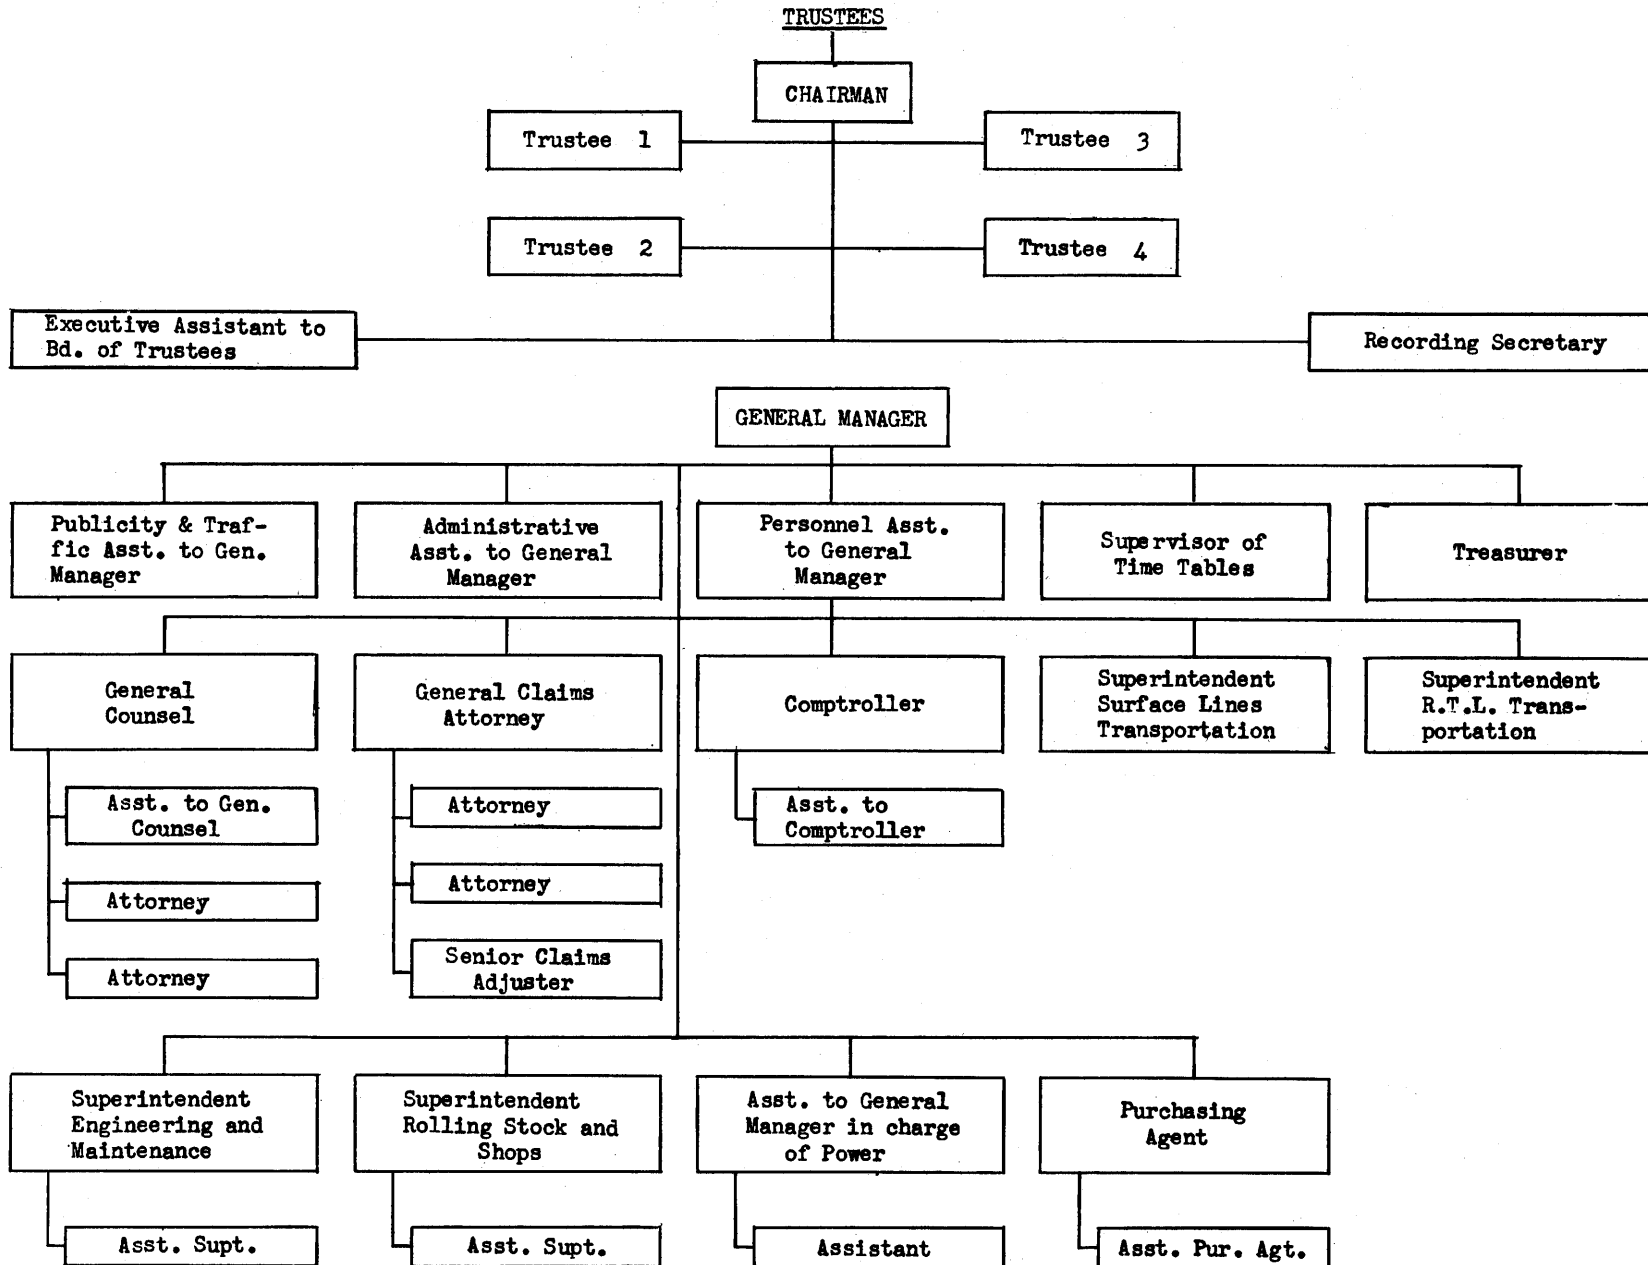 TRUSTEES
CHAIRMAN
Trustee 1
Trustee 3
Trustee 2
Trustee 4
Executive Assistant to
Bd. of Trustees
Recording Secretary
GENERAL MANAGER
Publicity & Traf-
fic Asst. to Gen.
Manager
Administrative
Asst. to General
Manager
Personnel Asst.
to General
Manager
Supervisor of
Time Tables
Treasurer
General
Counsel
General Claims
Attorney
Comptroller
Superintendent
Surface Lines
Transportation
Superintendent
R.T.L. Trans-
portation
Asst. to Gen.
Counsel
Attorney
Attorney
Attorney
Attorney
Senior Claims
Adjuster
Asst. to
Comptroller
Superintendent
Engineering and
Maintenance
Superintendent
Rolling Stock and
Shops
Asst. to General
Manager in charge
of Power
Purchasing
Agent
Asst. Supt.
Asst. Supt.
Assistant
Asst. Pur. Agt.